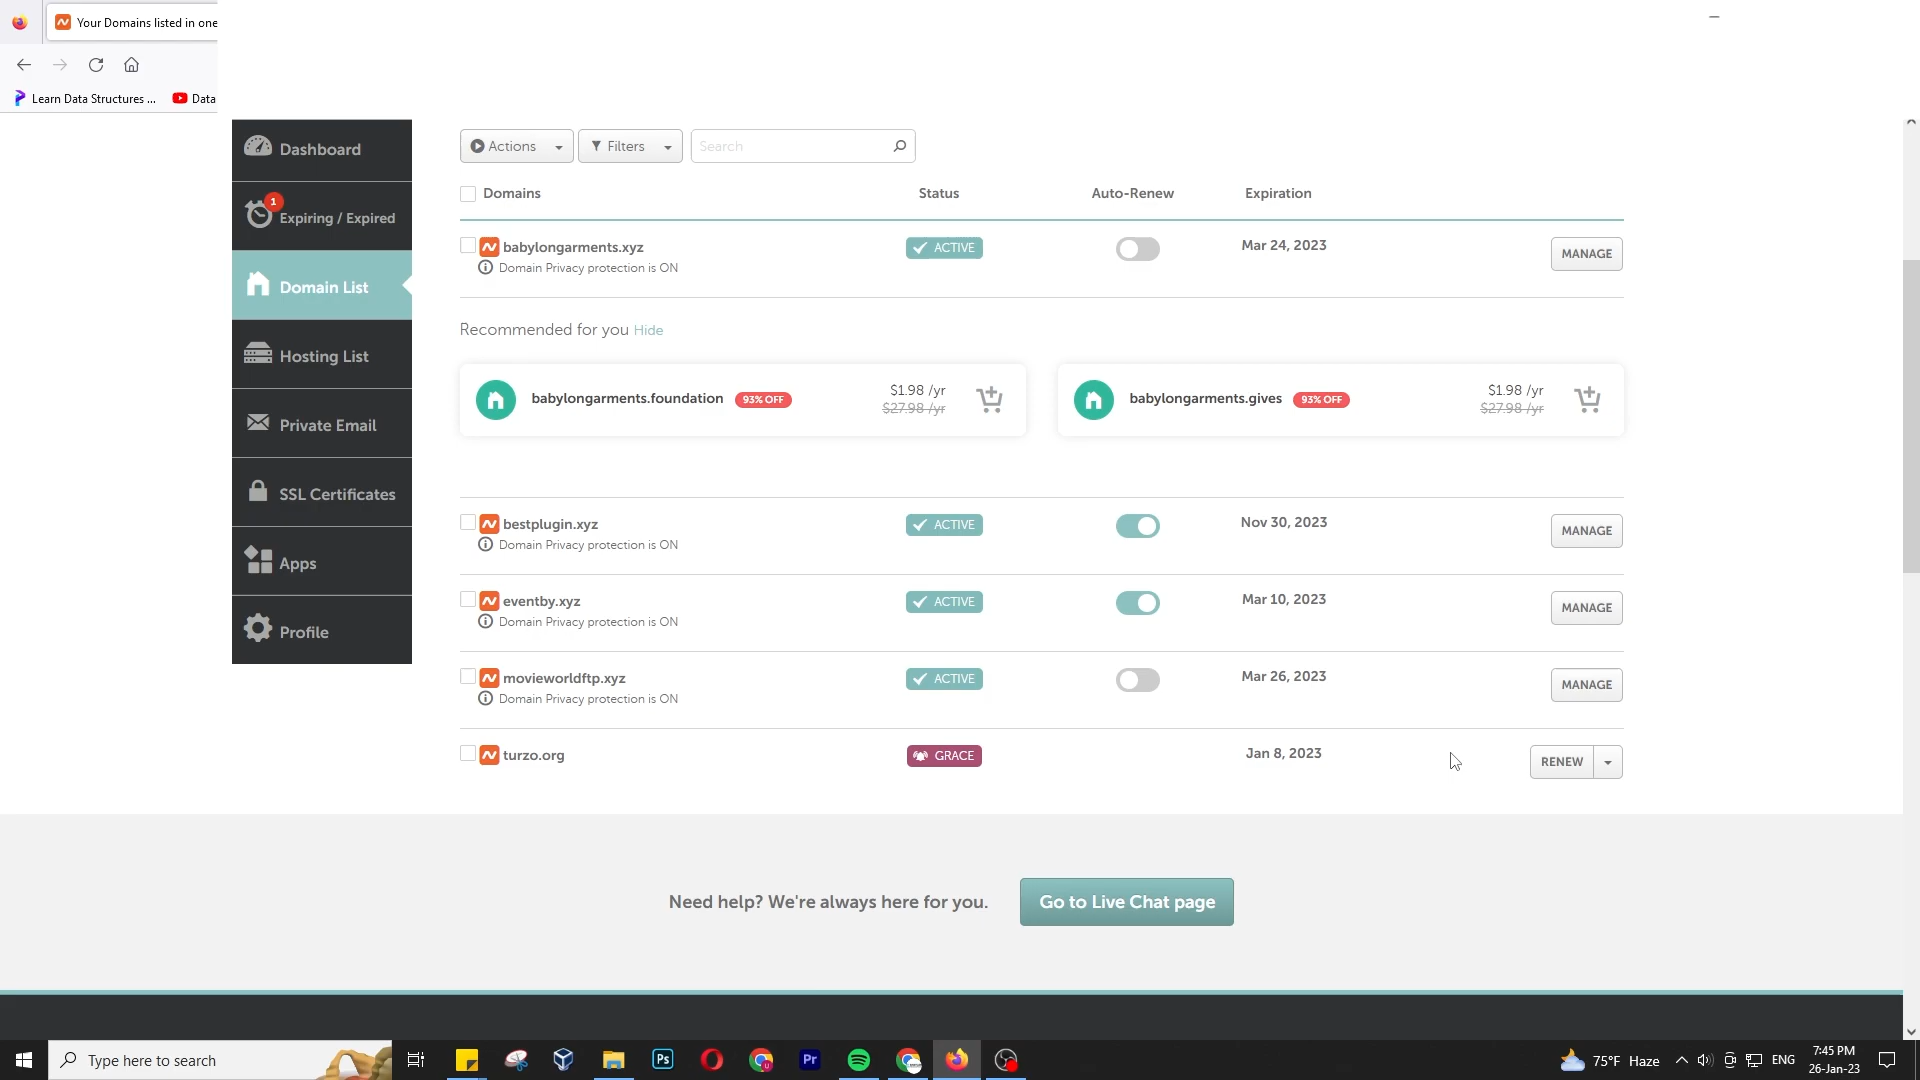 Your Domains listed in one
Learn Data Structures ...
Data
Dashboard
1
Expiring / Expired
Domain List
Hosting List
Private Email
SSL Certificates
Apps
Profile
Actions
Filters
Search
Domains
Status
Auto-Renew
Expiration
babylongarments.xyz
ACTIVE
Mar 24, 2023
MANAGE
Domain Privacy protection is ON
Recommended for you Hide
babylongarments.foundation
93% OFF
$1.98 /yr
$27.98 /yr
babylongarments.gives
93% OFF
$1.98 /yr
$27.98 /yr
bestplugin.xyz
ACTIVE
Nov 30, 2023
MANAGE
Domain Privacy protection is ON
eventby.xyz
ACTIVE
Mar 10, 2023
MANAGE
Domain Privacy protection is ON
movieworldftp.xyz
ACTIVE
Mar 26, 2023
MANAGE
Domain Privacy protection is ON
turzo.org
GRACE
Jan 8, 2023
RENEW
Need help? We're always here for you.
Go to Live Chat page
Type here to search
Ps
Pr
75°F Haze
ENG
7:45 PM
26-Jan-23